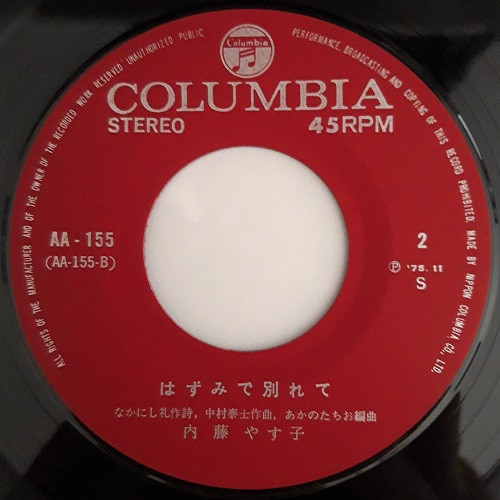 ALL RIGHTS OF THE MANUFACTURER AND OF THE OWNER OF THE RECORDED WORK RESERVED UNAUTHORIZED PUBLIC PERFORMANCE, BROADCASTING AND COPYING OF THIS RECORD PROHIBITED. MADE BY NIPPON COLUMBIA CO., LTD.
Columbia
COLUMBIA
STEREO 45RPM
AA-155 2
(AA-155-B) Ⓟ '75. 11
S
はずみで別れて
なかにし礼作詩, 中村泰士作曲, あかのたちお編曲
内藤 やす子